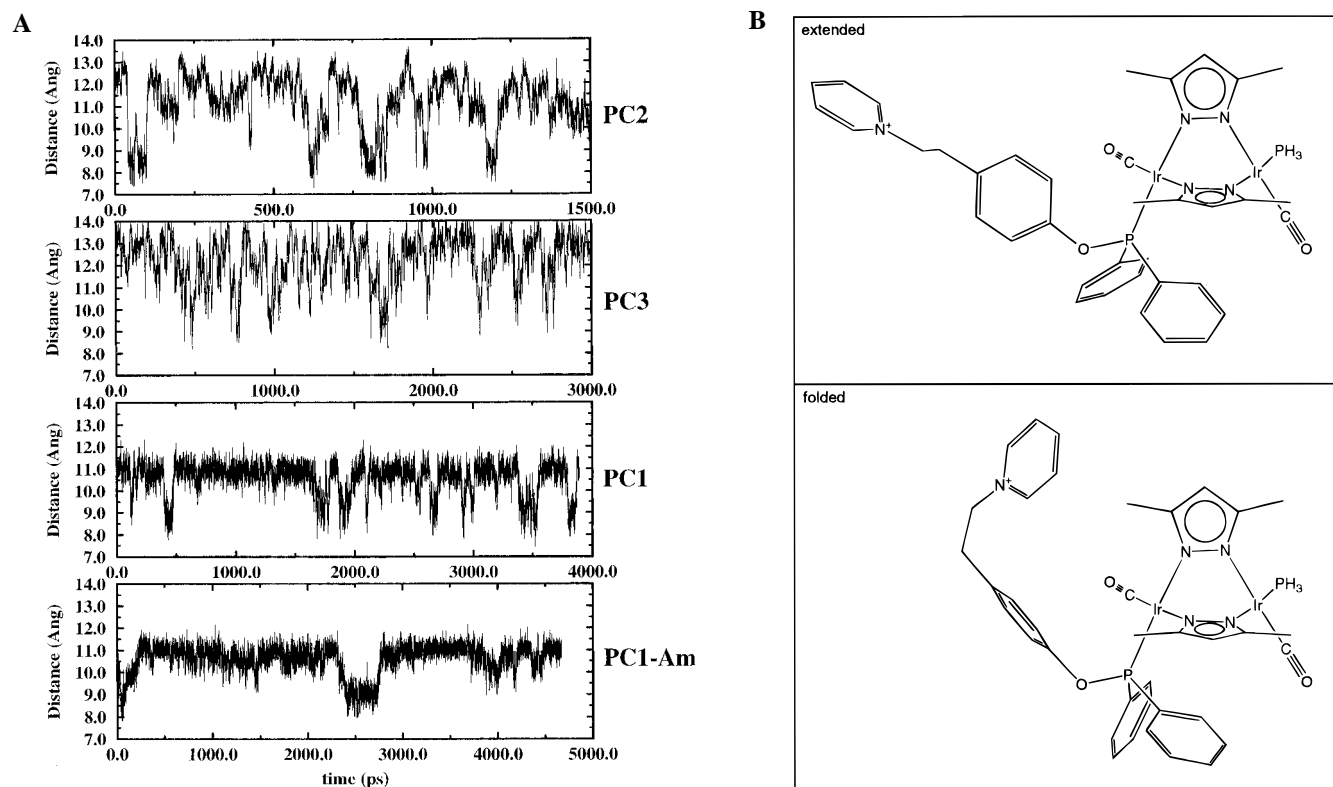 A
14.0
13.0
12.0
11.0
10.0
9.0
8.0
7.0
Distance (Ang)
0.0 500.0 1000.0 1500.0
PC2
14.0
13.0
12.0
11.0
10.0
9.0
8.0
7.0
Distance (Ang)
0.0 1000.0 2000.0 3000.0
PC3
14.0
13.0
12.0
11.0
10.0
9.0
8.0
7.0
Distance (Ang)
0.0 1000.0 2000.0 3000.0 4000.0
PC1
14.0
13.0
12.0
11.0
10.0
9.0
8.0
7.0
Distance (Ang)
0.0 1000.0 2000.0 3000.0 4000.0 5000.0
PC1-Am
time (ps)
B
extended
N+
N N
O C
Ir
N N
Ir
PH3
C
O
O P
folded
N+
N N
O C
Ir
N N
Ir
PH3
C
O
O P